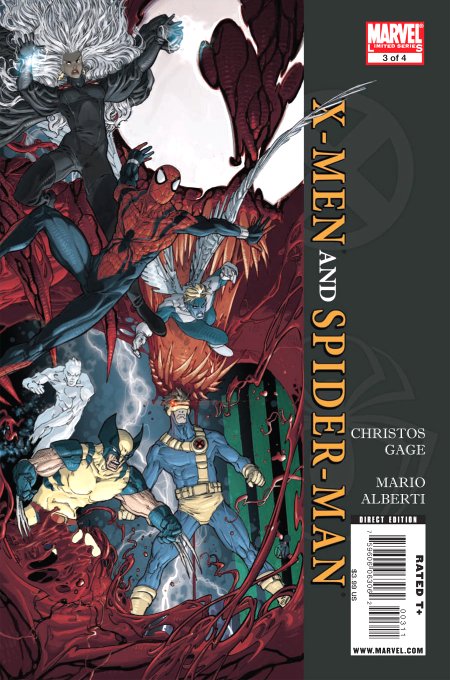 MARVEL
LIMITED SERIES
3 of 4
X-MEN AND SPIDER-MAN
CHRISTOS
GAGE
MARIO
ALBERTI
DIRECT EDITION
RATED T+
$3.99 US
00311
WWW.MARVEL.COM